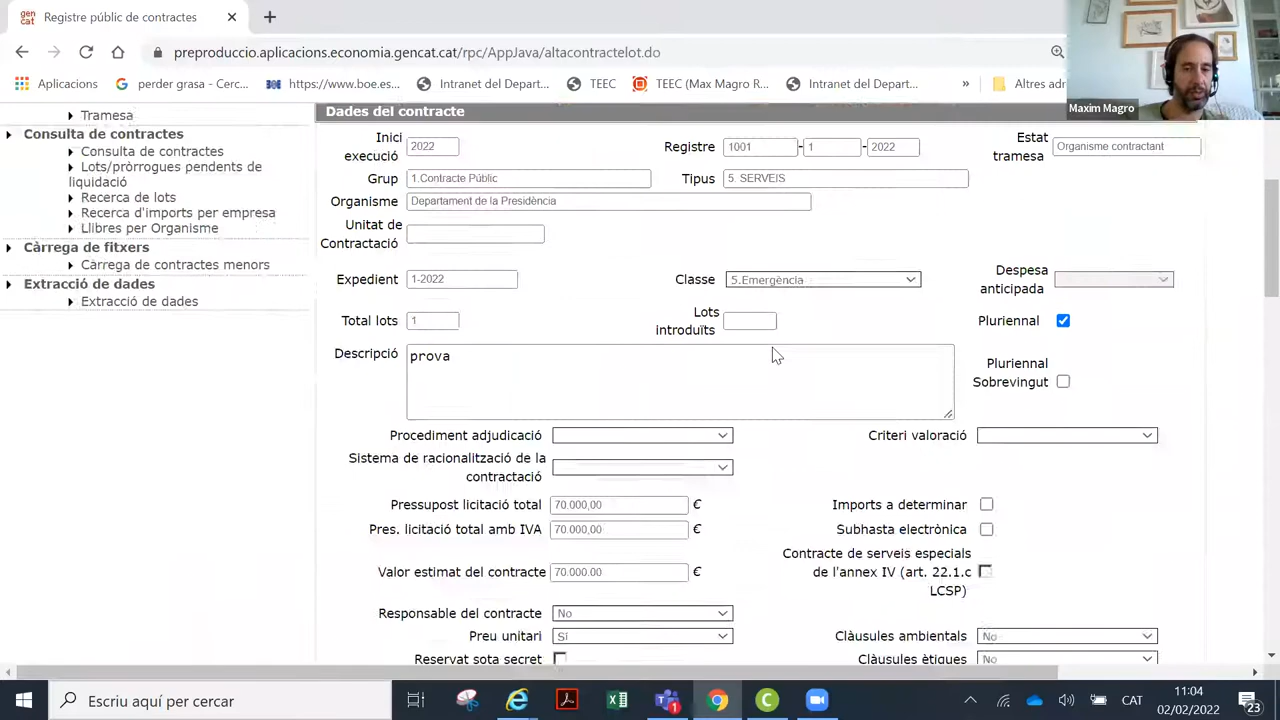 gen cat Registre públic de contractes
preproduccio.aplicacions.economia.gencat.cat/rpc/AppJava/altacontractelot.do
Aplicacions perder grasa - Cerc... https://www.boe.es... Intranet del Depart... TEEC TEEC (Max Magro R... Intranet del Depart... » Altres adr
Maxim Magro
Tramesa
Consulta de contractes
Consulta de contractes
Lots/pròrrogues pendents de
liquidació
Recerca de lots
Recerca d'imports per empresa
Llibres per Organisme
Càrrega de fitxers
Càrrega de contractes menors
Extracció de dades
Extracció de dades
Dades del contracte
Inici execució 2022 Registre 1001 - 1 - 2022 Estat tramesa Organisme contractant
Grup 1.Contracte Públic Tipus 5. SERVEIS
Organisme Departament de la Presidència
Unitat de Contractació
Expedient 1-2022 Classe 5.Emergència Despesa anticipada
Total lots 1 Lots introduïts Pluriennal
Descripció prova Pluriennal Sobrevingut
Procediment adjudicació Criteri valoració
Sistema de racionalització de la
contractació
Pressupost licitació total 70.000,00 € Imports a determinar
Pres. licitació total amb IVA 70.000,00 € Subhasta electrònica
Valor estimat del contracte 70.000.00 € Contracte de serveis especials de l'annex IV (art. 22.1.c LCSP)
Responsable del contracte No
Preu unitari Sí Clàusules ambientals No
Reservat sota secret Clàusules ètiques No
Escriu aquí per cercar CAT 11:04
02/02/2022 23